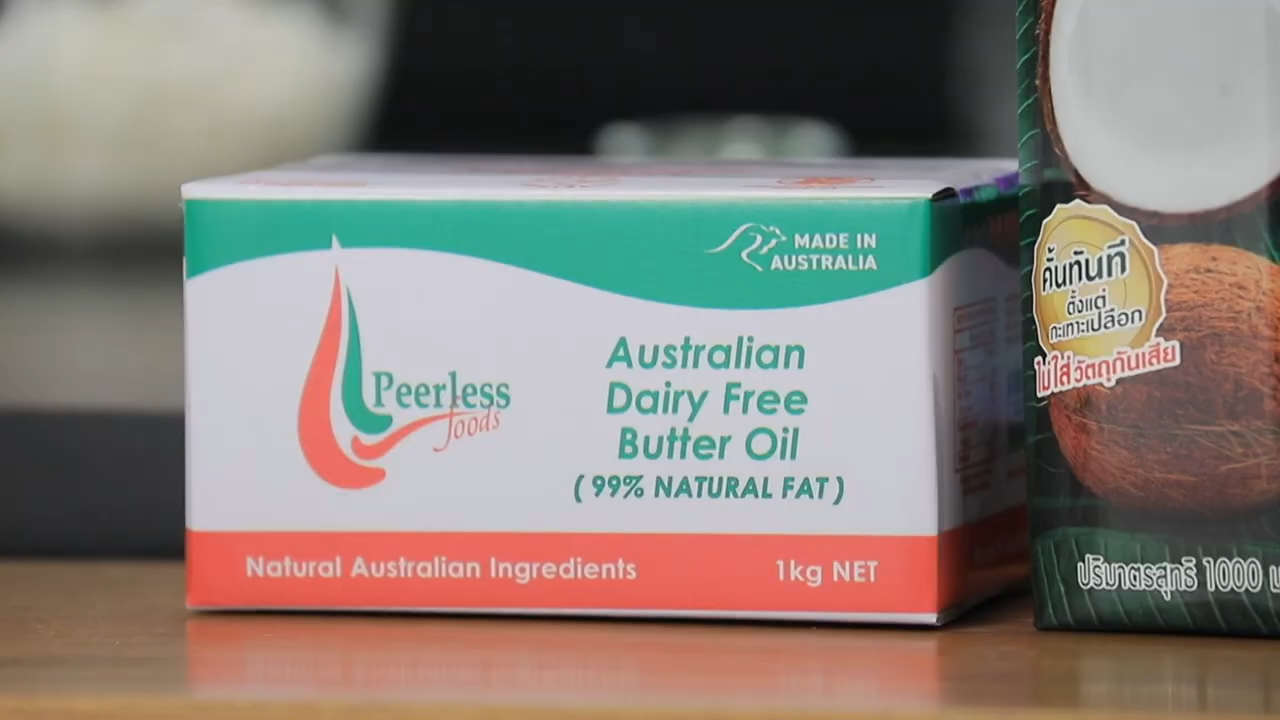 MADE IN
AUSTRALIA
Peerless
foods
Australian
Dairy Free
Butter Oil
( 99% NATURAL FAT )
Natural Australian Ingredients
1kg NET
คั้นทันที
ตั้งแต่
กะเทาะเปลือก
ไม่ใส่วัตถุกันเสีย
ปริมาตรสุทธิ 1000